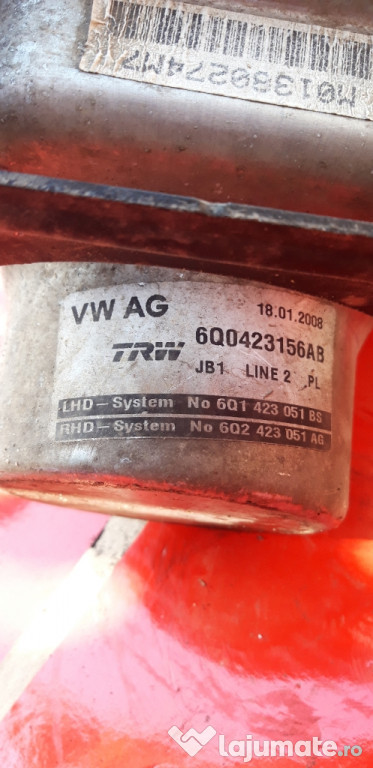 M01380274M7
VW AG 18.01.2008
TRW 6Q0423156AB
JB1 LINE 2 PL
LHD-System No 6Q1 423 051 BS
RHD-System No 6Q2 423 051 AG
lajumate.ro